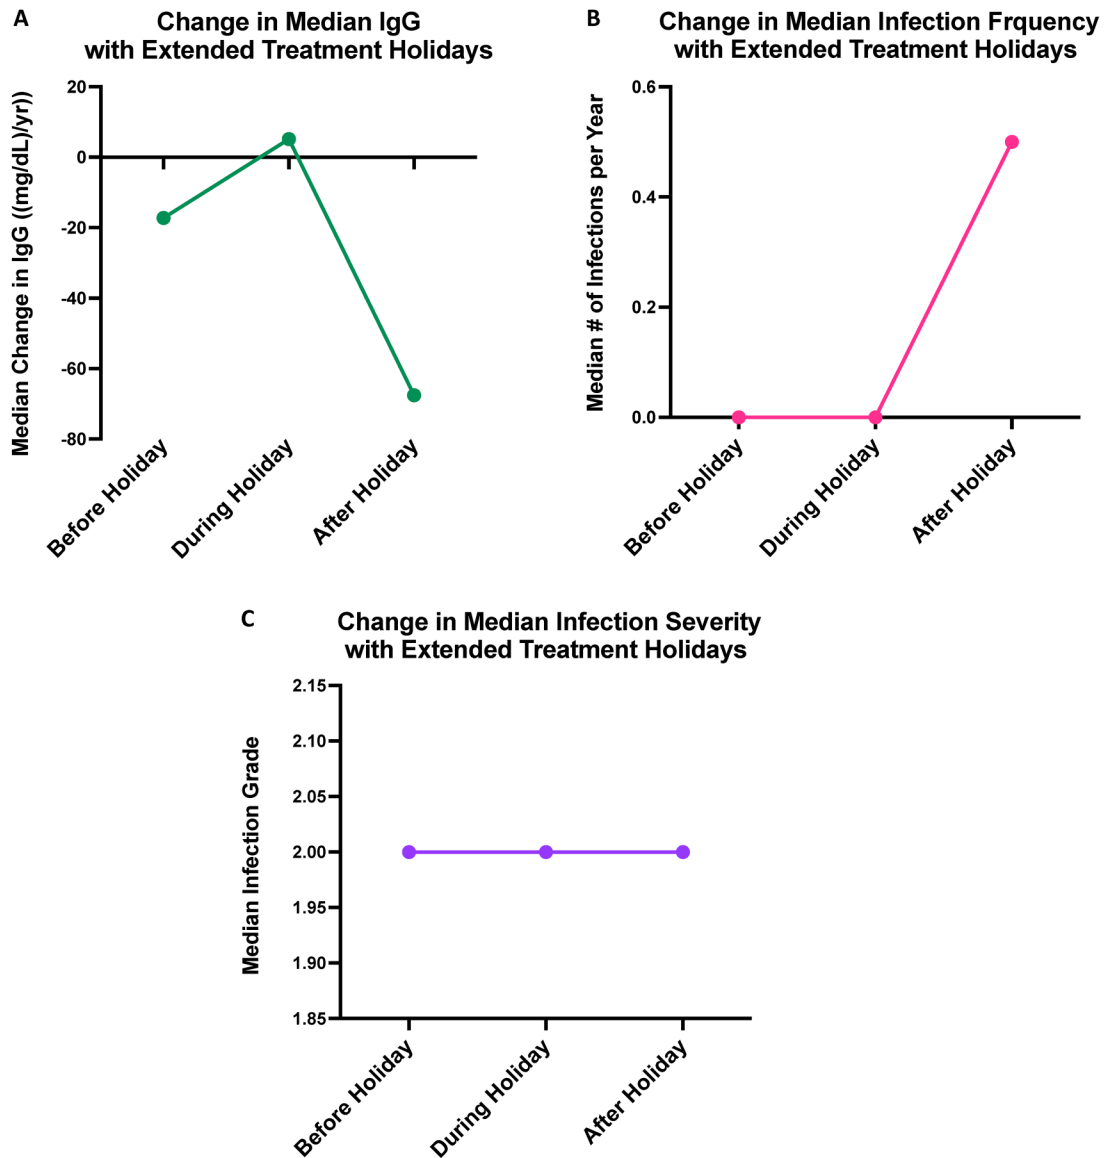 A
Change in Median IgG
with Extended Treatment Holidays
Median Change in IgG ((mg/dL)/yr))
20
0
-20
-40
-60
-80
Before Holiday
During Holiday
After Holiday
B
Change in Median Infection Frquency
with Extended Treatment Holidays
Median # of Infections per Year
0.6
0.4
0.2
0.0
Before Holiday
During Holiday
After Holiday
C
Change in Median Infection Severity
with Extended Treatment Holidays
Median Infection Grade
2.15
2.10
2.05
2.00
1.95
1.90
1.85
Before Holiday
During Holiday
After Holiday